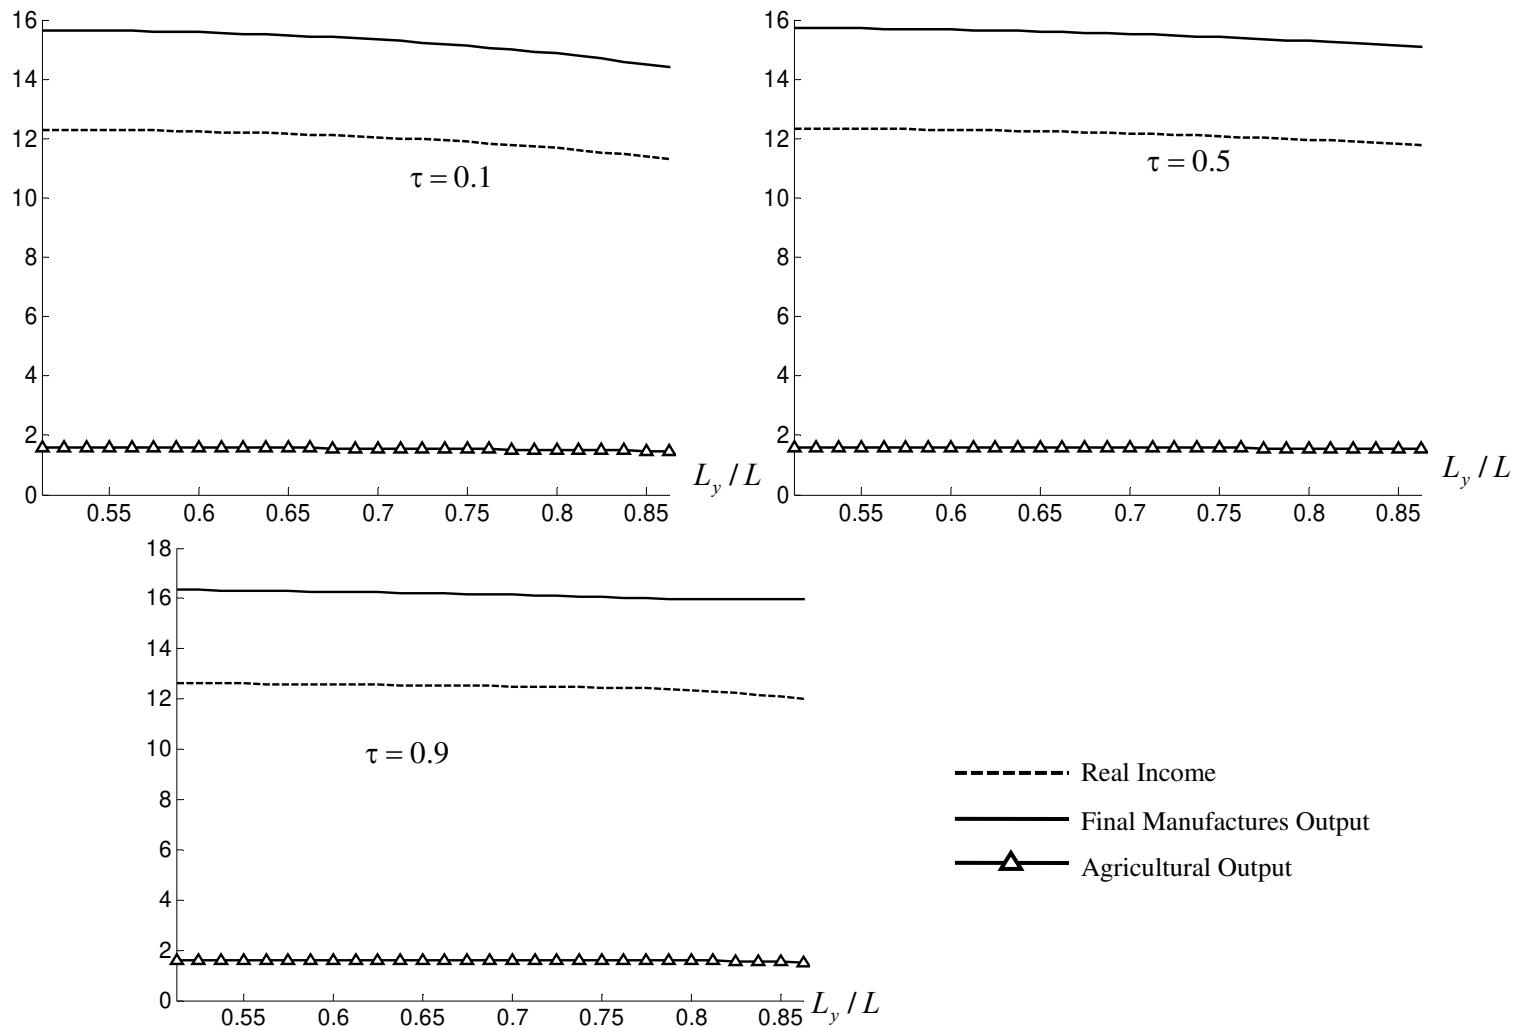 16
14
12
10
8
6
4
2
0
0.55 0.6 0.65 0.7 0.75 0.8 0.85
τ = 0.1
L_y / L
16
14
12
10
8
6
4
2
0
0.55 0.6 0.65 0.7 0.75 0.8 0.85
τ = 0.5
L_y / L
18
16
14
12
10
8
6
4
2
0
0.55 0.6 0.65 0.7 0.75 0.8 0.85
τ = 0.9
L_y / L
Real Income
Final Manufactures Output
Agricultural Output